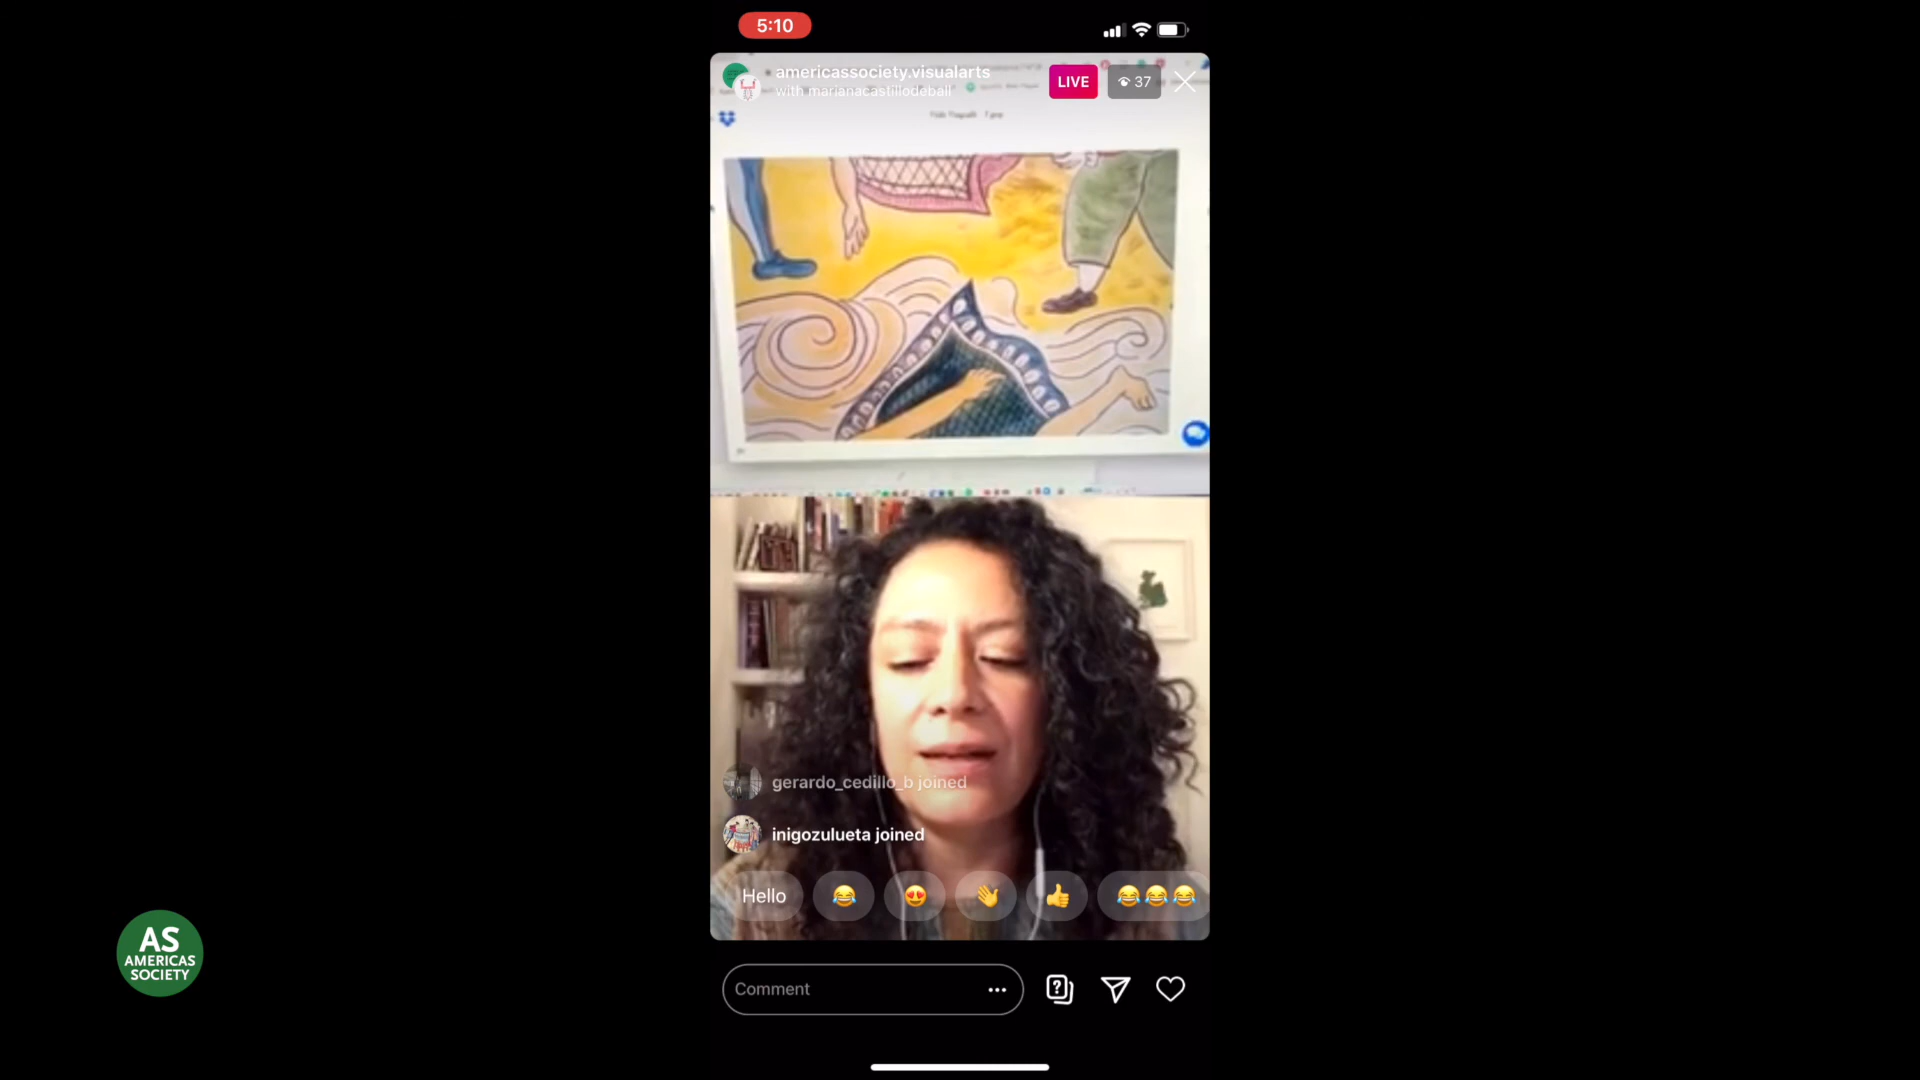 5:10
americassociety.visualarts
with marianacastillodeball
LIVE
37
gerardo_cedillo_b joined
inigozulueta joined
Hello
Comment
AS
AMERICAS
SOCIETY